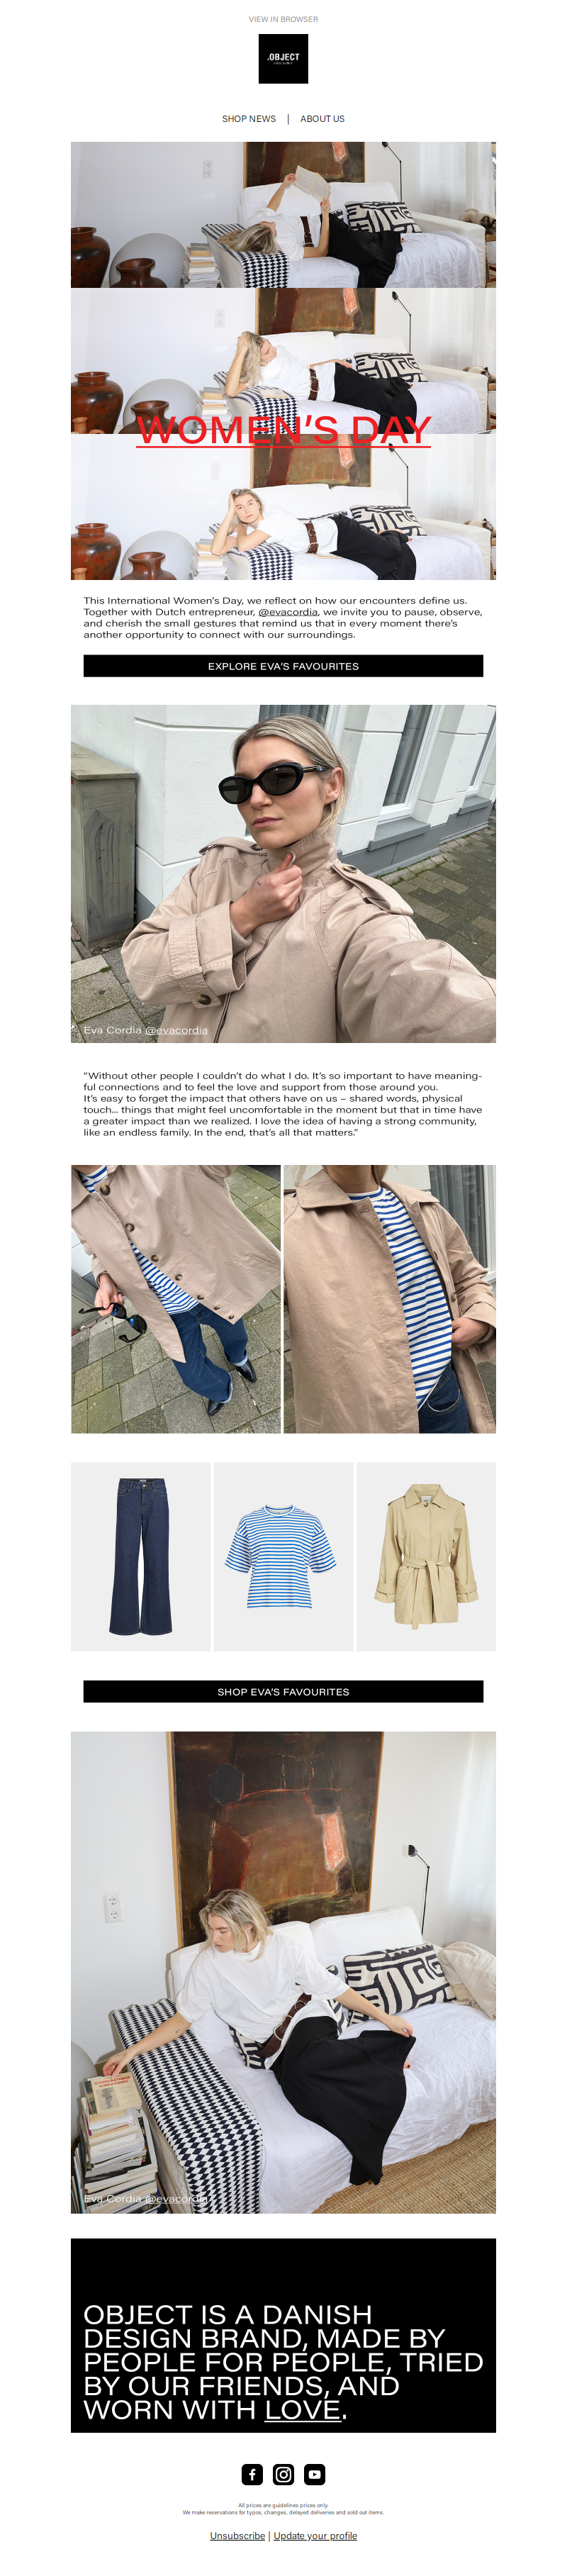 VIEW IN BROWSER
.OBJECT
SHOP NEWS | ABOUT US
WOMEN'S DAY
This International Women's Day, we reflect on how our encounters define us.
Together with Dutch entrepreneur, @evacordia, we invite you to pause, observe,
and cherish the small gestures that remind us that in every moment there's
another opportunity to connect with our surroundings.
EXPLORE EVA'S FAVOURITES
Eva Cordia @evacordia
"Without other people I couldn't do what I do. It's so important to have meaning-
ful connections and to feel the love and support from those around you.
It's easy to forget the impact that others have on us – shared words, physical
touch... things that might feel uncomfortable in the moment but that in time have
a greater impact than we realized. I love the idea of having a strong community,
like an endless family. In the end, that's all that matters."
SHOP EVA'S FAVOURITES
Eva Cordia @evacordia
OBJECT IS A DANISH
DESIGN BRAND, MADE BY
PEOPLE FOR PEOPLE, TRIED
BY OUR FRIENDS, AND
WORN WITH LOVE.
All prices are guidelines prices only.
We make reservations for typos, changes, delayed deliveries and sold out items.
Unsubscribe | Update your profile